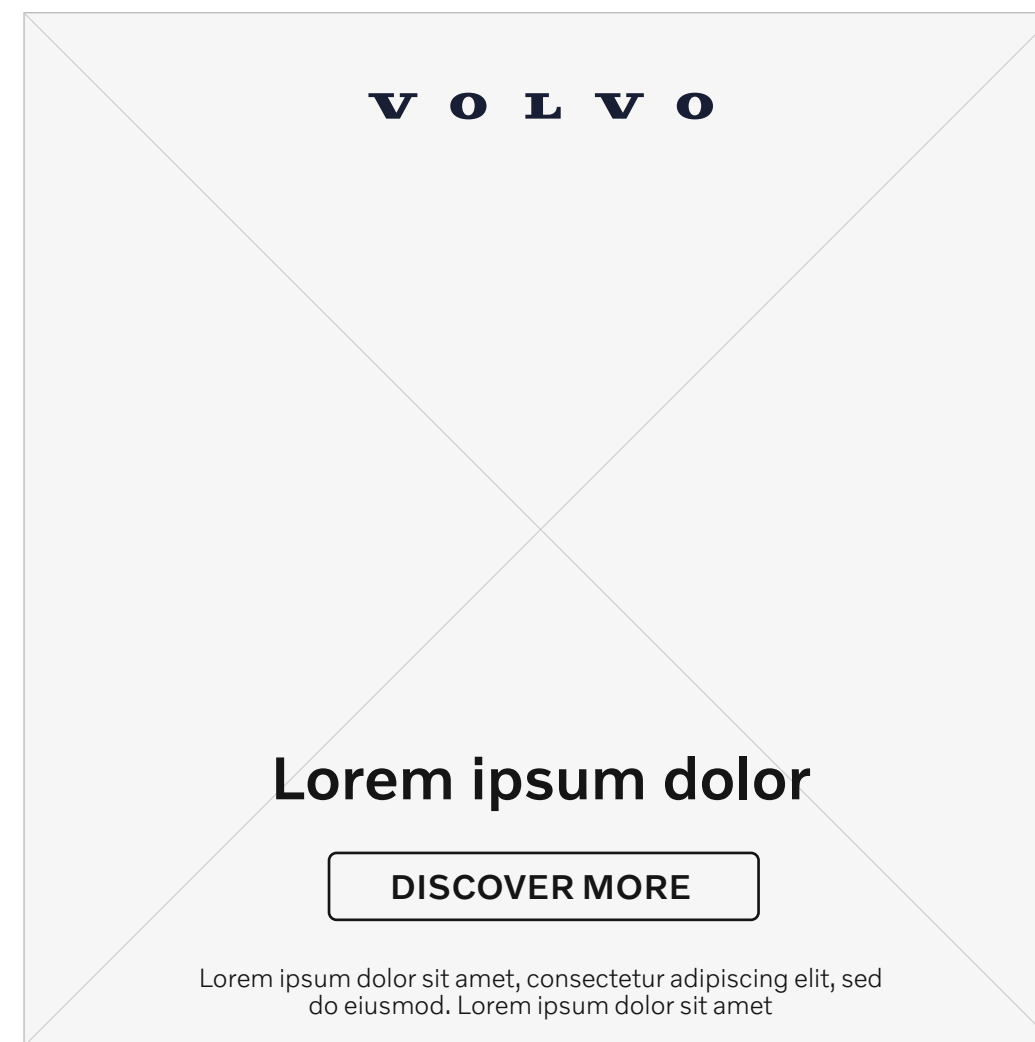 VOLVO
Lorem ipsum dolor
DISCOVER MORE
Lorem ipsum dolor sit amet, consectetur adipiscing elit, sed
do eiusmod. Lorem ipsum dolor sit amet